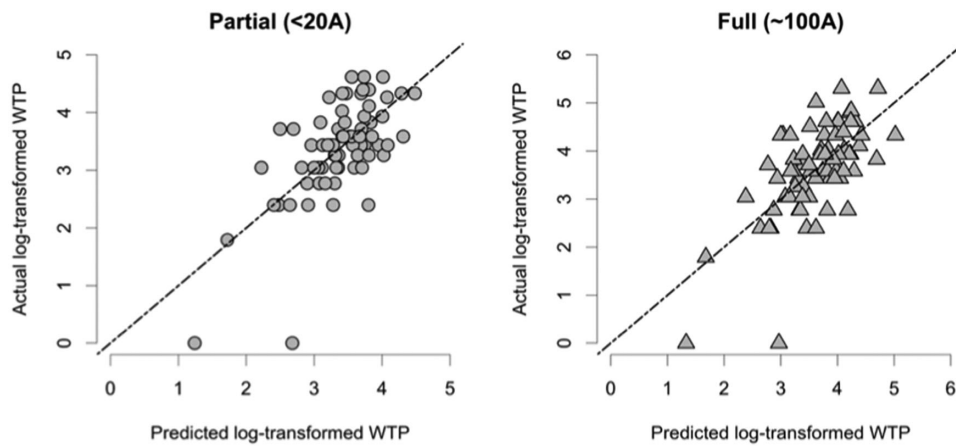 Partial (<20A)
Actual log-transformed WTP
5
4
3
2
1
0
0 1 2 3 4 5
Predicted log-transformed WTP
Full (~100A)
Actual log-transformed WTP
6
5
4
3
2
1
0
0 1 2 3 4 5 6
Predicted log-transformed WTP